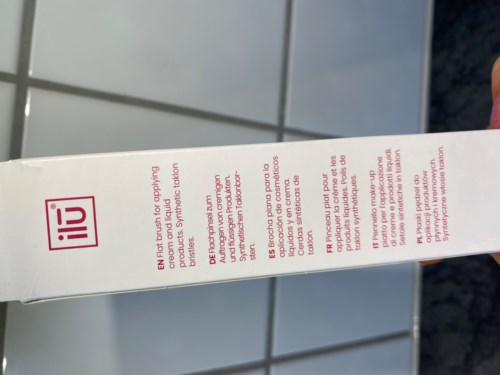 ilū
EN Flat brush for applying
cream and liquid
products. Synthetic taklon
bristles.
DE Flachpinsel zum
Auftragen von cremigen
und flüssigen Produkten.
Synthetischen Taklonbor-
sten.
ES Brocha plana para la
aplicación de cosméticos
líquidos y en crema.
Cerdas sintéticas de
taklon.
FR Pinceau plat pour
appliquer la crème et les
produits liquides. Poils de
taklon synthétiques.
IT Pennello make-up
piatto per l'applicazione
di creme e prodotti liquidi.
Setole sintetiche in taklon.
PL Płaski pędzel do
aplikacji produktów
płynnych i kremowych.
Syntetyczne włosie taklon.